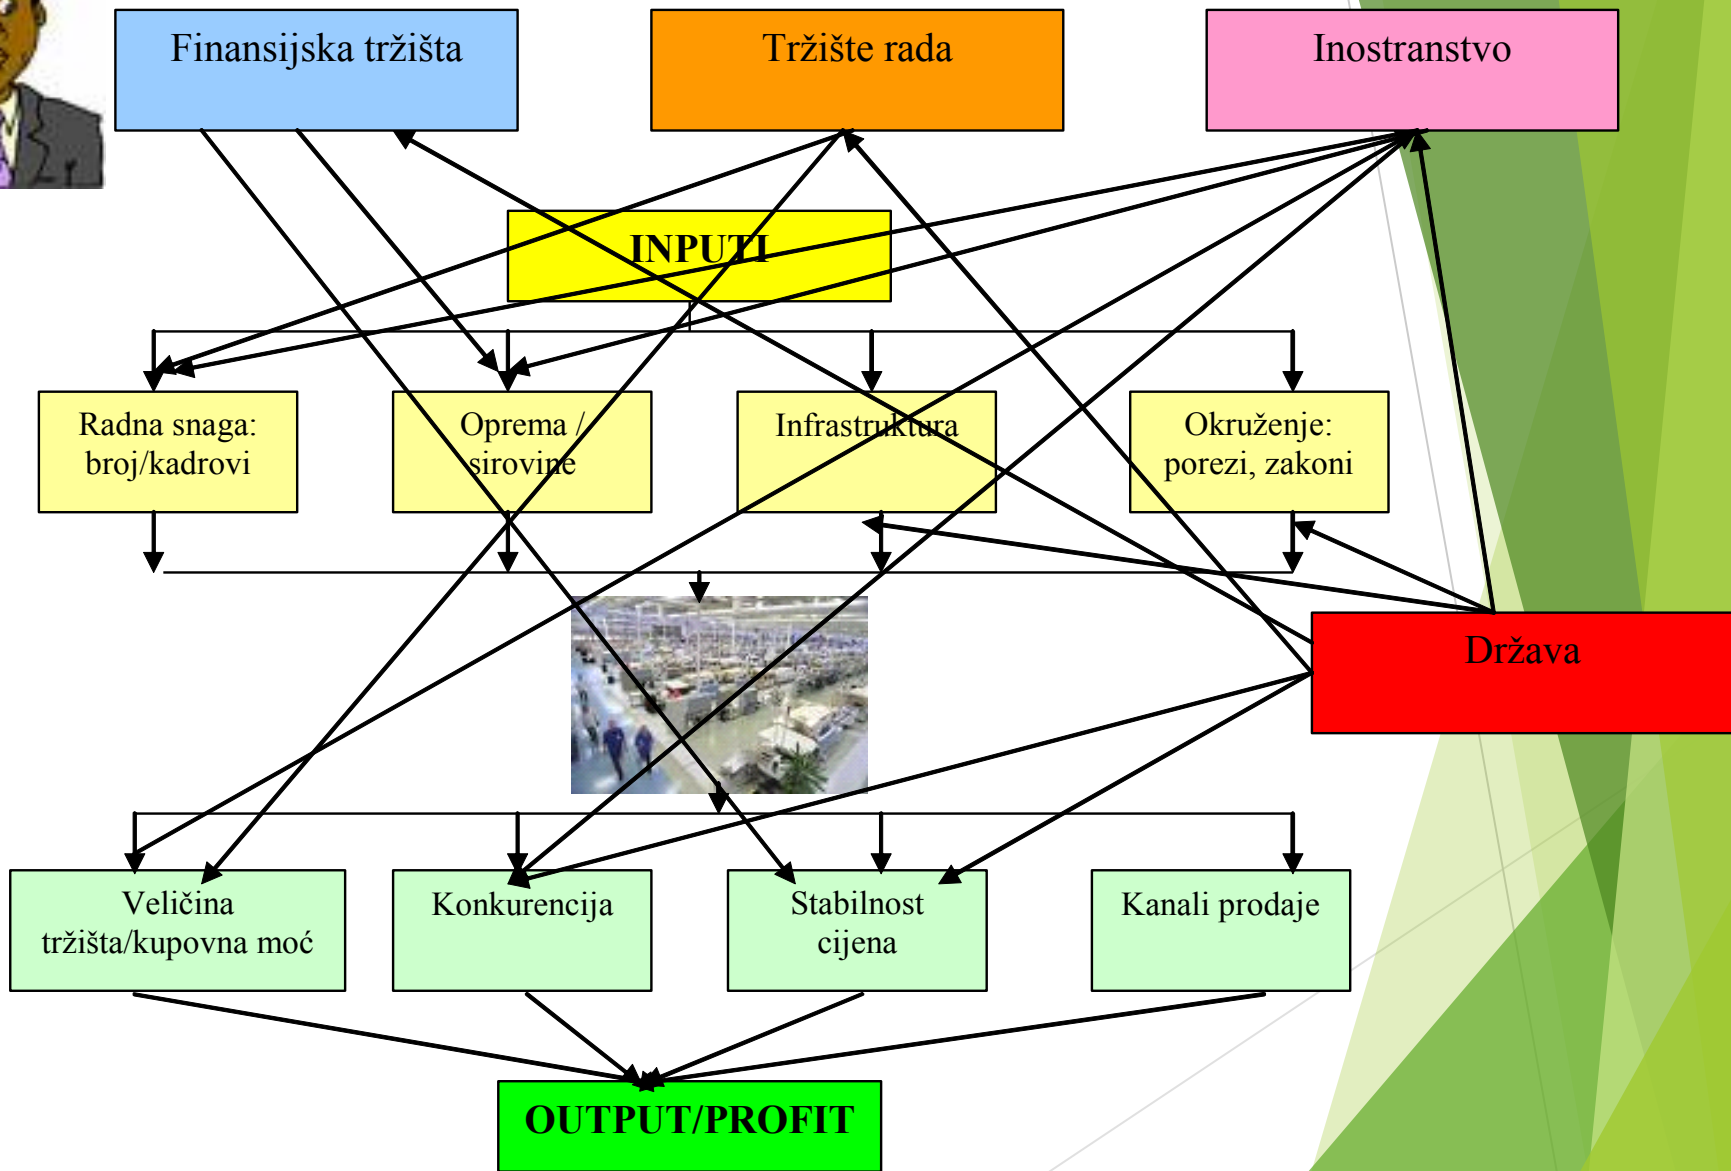 Finansijska tržišta
Tržište rada
Inostranstvo
INPUTI
Radna snaga:
broj/kadrovi
Oprema /
sirovine
Infrastruktura
Okruženje:
porezi, zakoni
Država
Veličina
tržišta/kupovna moć
Konkurencija
Stabilnost
cijena
Kanali prodaje
OUTPUT/PROFIT